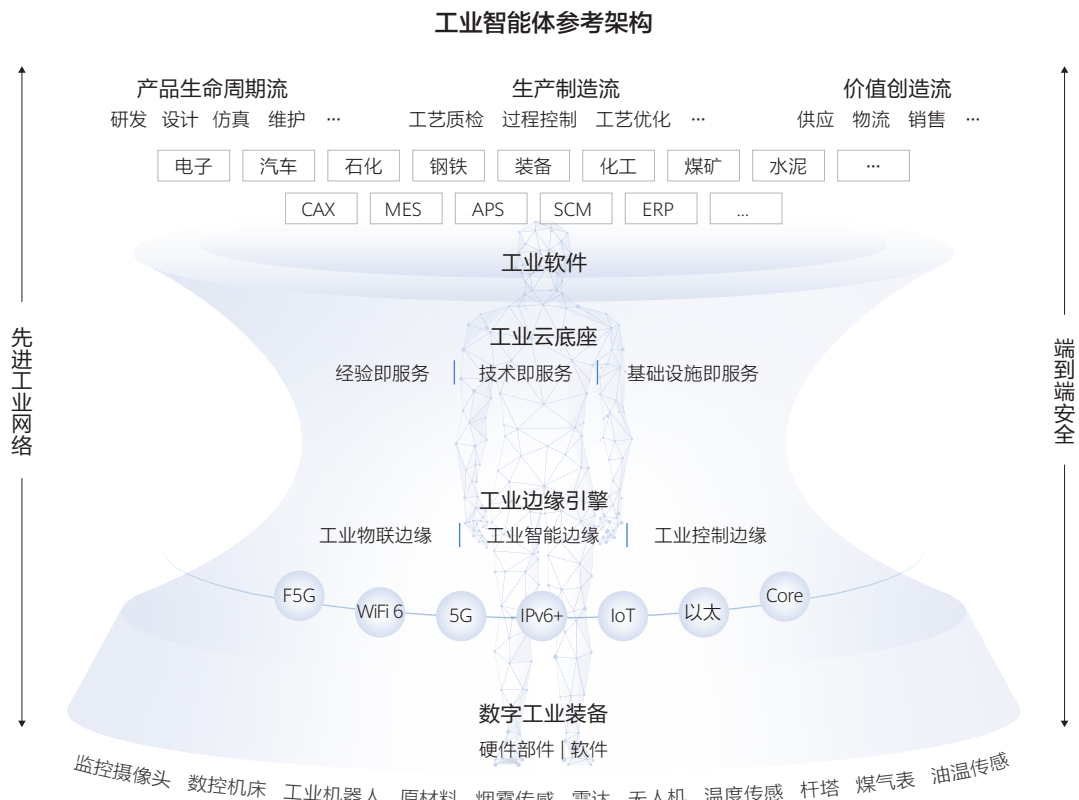 工业智能体参考架构
产品生命周期流 生产制造流 价值创造流
研发 设计 仿真 维护 ··· 工艺质检 过程控制 工艺优化 ··· 供应 物流 销售 ···
电子 汽车 石化 钢铁 装备 化工 煤矿 水泥 ···
CAX MES APS SCM ERP ...
工业软件
先进工业网络
工业云底座
经验即服务 | 技术即服务 | 基础设施即服务
端到端安全
工业边缘引擎
工业物联边缘 | 工业智能边缘 | 工业控制边缘
F5G WiFi 6 5G IPv6+ IoT 以太 Core
数字工业装备
硬件部件 | 软件
监控摄像头 数控机床 工业机器人 原材料 烟雾传感 雷达 无人机 温度传感 杆塔 煤气表 油温传感